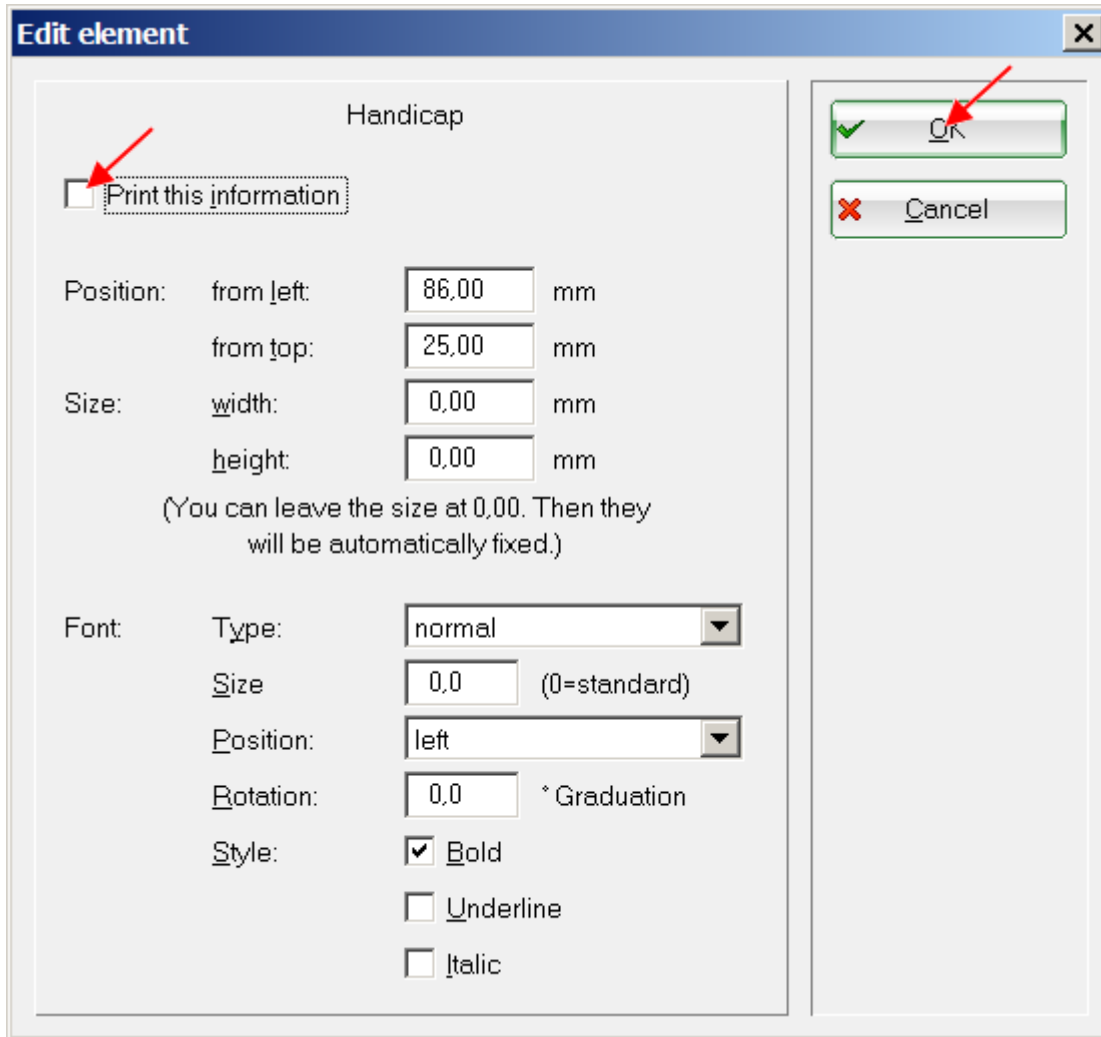 Edit element
Handicap
OK
Print this information
Cancel
Position: from left: 86,00 mm
from top: 25,00 mm
Size: width: 0,00 mm
height: 0,00 mm
(You can leave the size at 0,00. Then they
will be automatically fixed.)
Font: Type: normal
Size 0,0 (0=standard)
Position: left
Rotation: 0,0 ° Graduation
Style: Bold
Underline
Italic